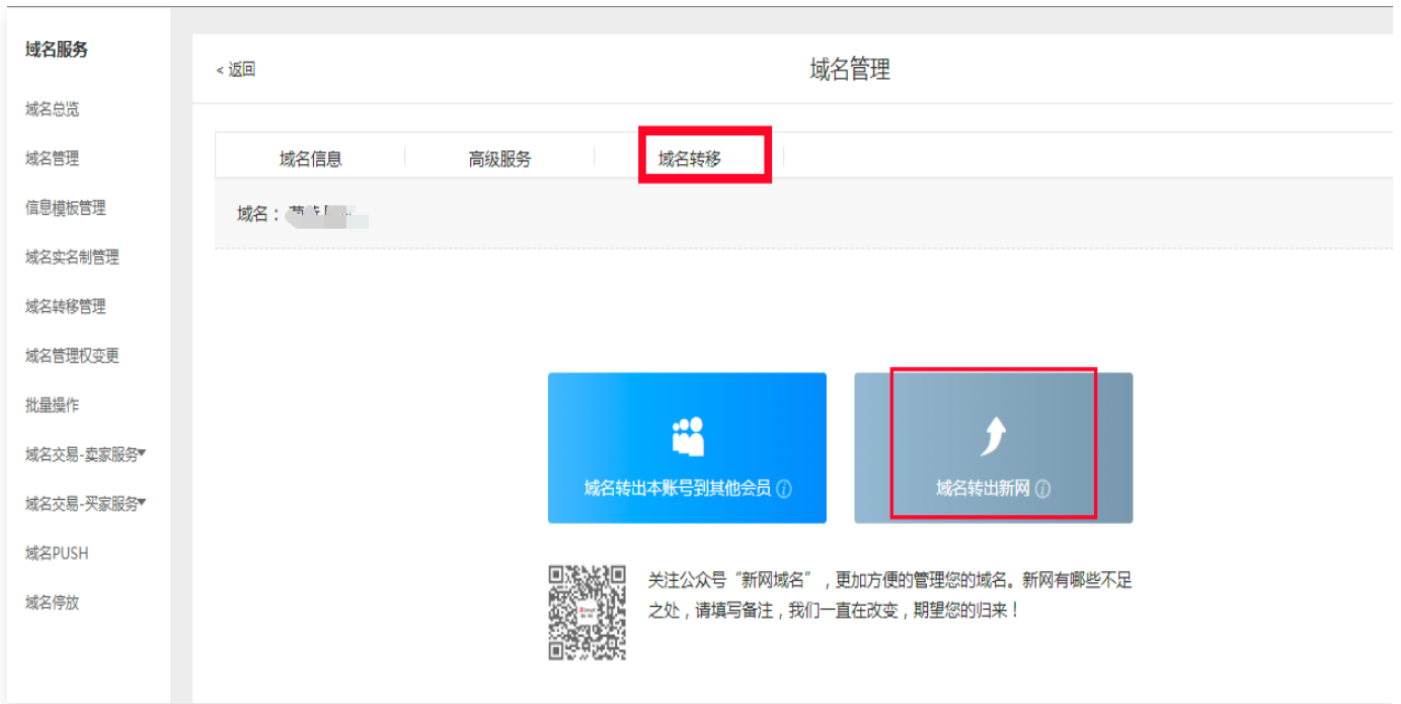 域名服务
域名总览
域名管理
信息模板管理
域名实名制管理
域名转移管理
域名管理权变更
批量操作
域名交易-卖家服务▼
域名交易-买家服务▼
域名PUSH
域名停放
< 返回
域名管理
域名信息
高级服务
域名转移
域名：
域名转出本账号到其他会员
域名转出新网
关注公众号“新网域名”，更加方便的管理您的域名。新网有哪些不足
之处，请填写备注，我们一直在改变，期望您的归来！